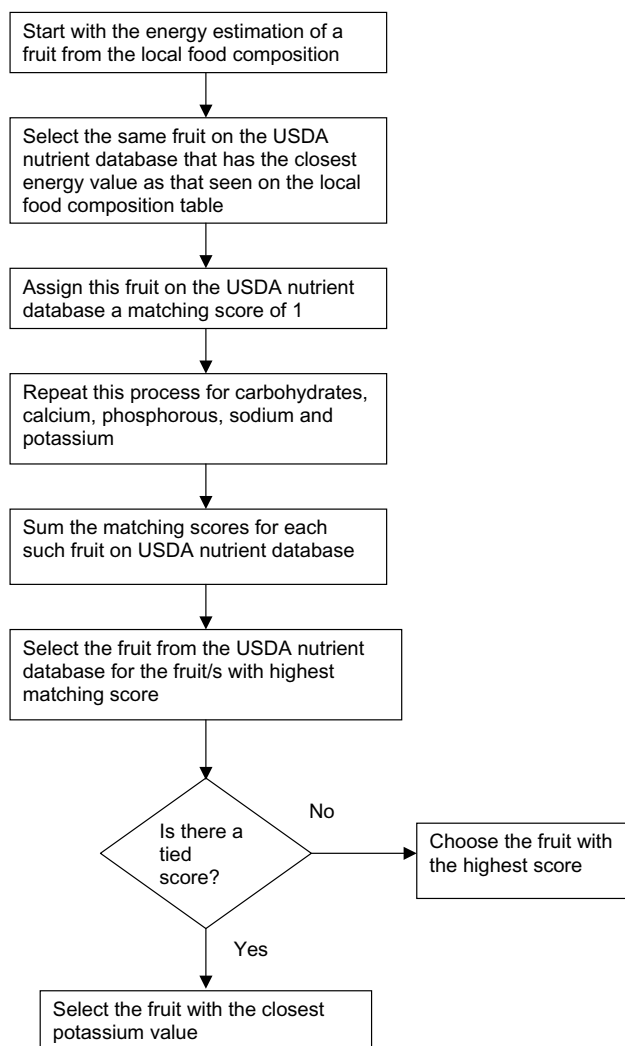 Start with the energy estimation of a
fruit from the local food composition
Select the same fruit on the USDA
nutrient database that has the closest
energy value as that seen on the local
food composition table
Assign this fruit on the USDA nutrient
database a matching score of 1
Repeat this process for carbohydrates,
calcium, phosphorous, sodium and
potassium
Sum the matching scores for each
such fruit on USDA nutrient database
Select the fruit from the USDA nutrient
database for the fruit/s with highest
matching score
Is there a
tied
score?
No
Choose the fruit with
the highest score
Yes
Select the fruit with the closest
potassium value